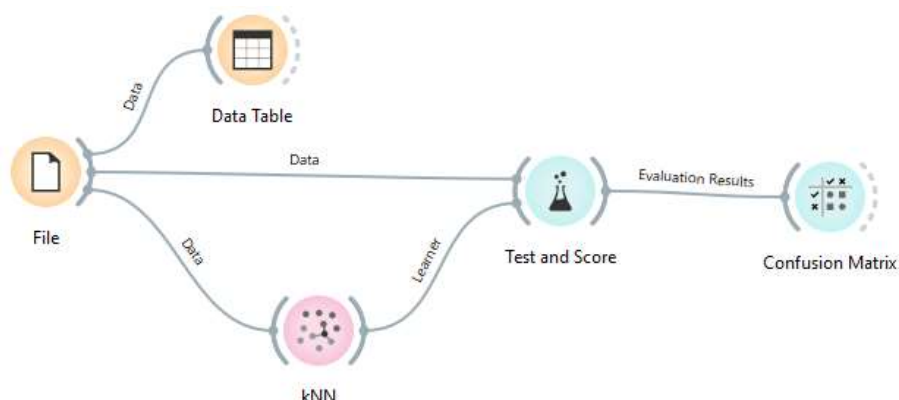 Data
Data Table
Data
Evaluation Results
File
Data
Learner
Test and Score
Confusion Matrix
kNN